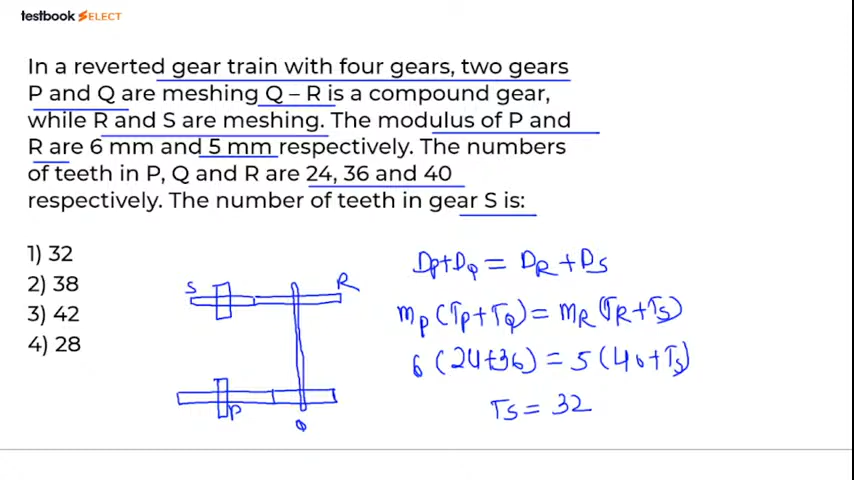 testbook SELECT
In a reverted gear train with four gears, two gears
P and Q are meshing Q – R is a compound gear,
while R and S are meshing. The modulus of P and
R are 6 mm and 5 mm respectively. The numbers
of teeth in P, Q and R are 24, 36 and 40
respectively. The number of teeth in gear S is:
1) 32
2) 38
3) 42
4) 28
S
R
P
Q
DP+DQ = DR+DS
mP(TP+TQ) = mR(TR+TS)
6(24+36) = 5(40+TS)
TS = 32